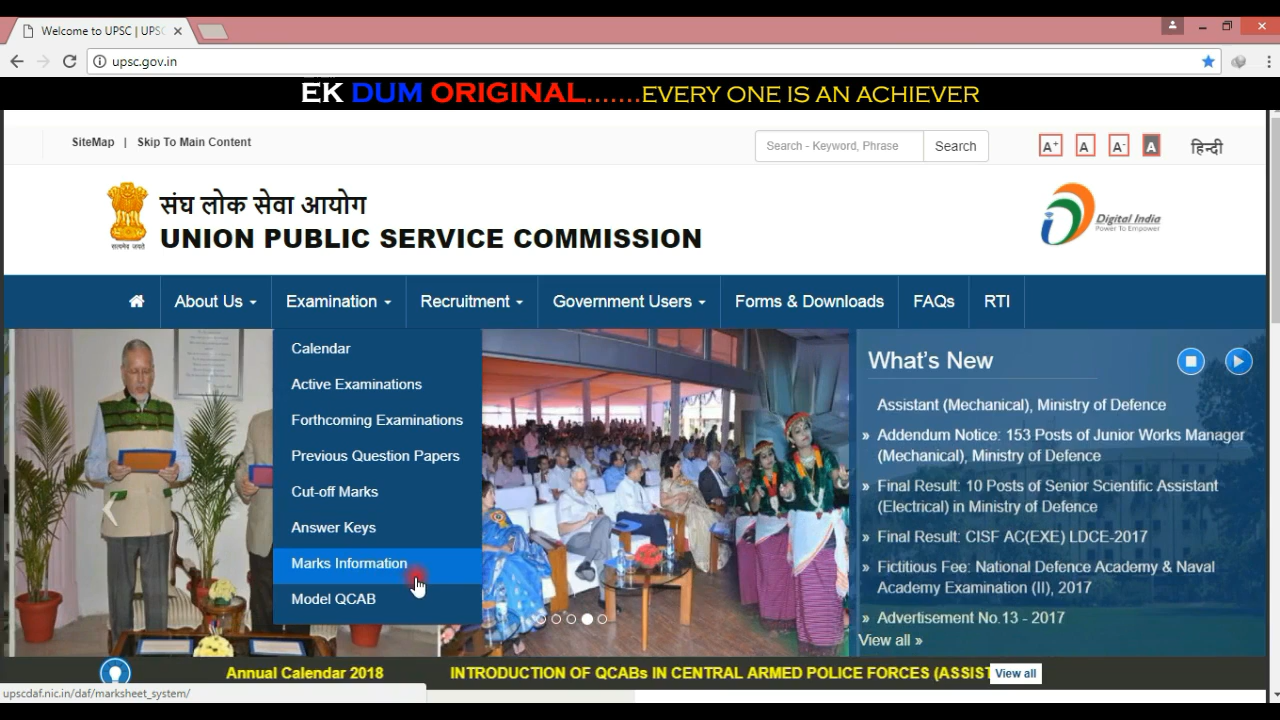 Welcome to UPSC | UPSC
upsc.gov.in
EK DUM ORIGINAL.......EVERY ONE IS AN ACHIEVER
SiteMap | Skip To Main Content
Search - Keyword, Phrase
Search
A+ A A- A
हिन्दी
संघ लोक सेवा आयोग
UNION PUBLIC SERVICE COMMISSION
सत्यमेव जयते
Digital India
Power To Empower
About Us Examination Recruitment Government Users Forms & Downloads FAQs RTI
Calendar
Active Examinations
Forthcoming Examinations
Previous Question Papers
Cut-off Marks
Answer Keys
Marks Information
Model QCAB
What's New
Assistant (Mechanical), Ministry of Defence
» Addendum Notice: 153 Posts of Junior Works Manager
(Mechanical), Ministry of Defence
» Final Result: 10 Posts of Senior Scientific Assistant
(Electrical) in Ministry of Defence
» Final Result: CISF AC(EXE) LDCE-2017
» Fictitious Fee: National Defence Academy & Naval
Academy Examination (II), 2017
» Advertisement No.13 - 2017
View all »
Annual Calendar 2018 INTRODUCTION OF QCABs IN CENTRAL ARMED POLICE FORCES (ASSIST
View all
upscdaf.nic.in/daf/marksheet_system/